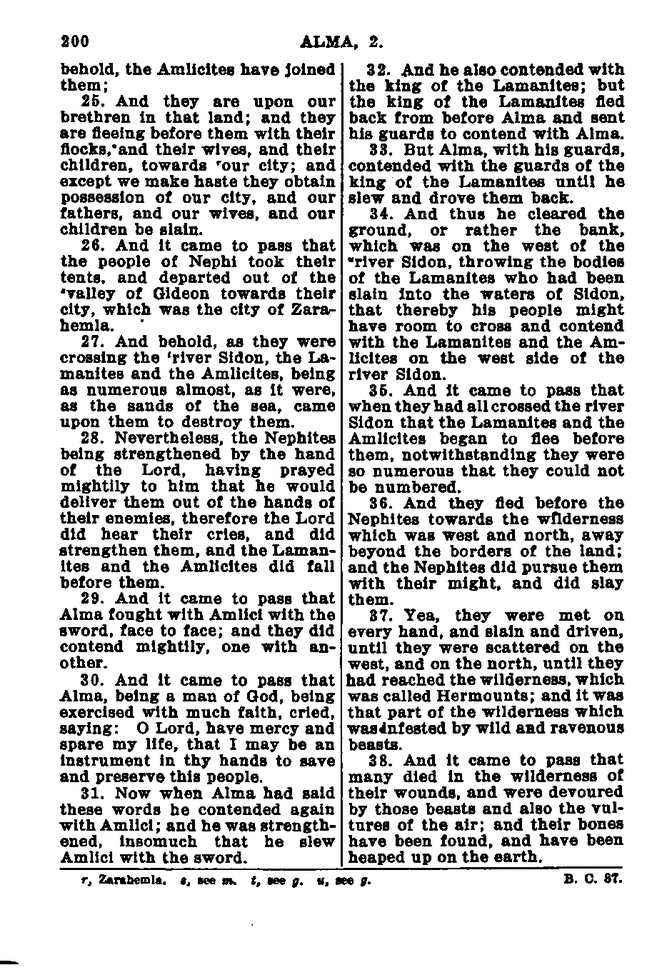 200
ALMA, 2.
behold, the Amlicites have joined
them;
25. And they are upon our
brethren in that land; and they
are fleeing before them with their
flocks, and their wives, and their
children, towards ʳour city; and
except we make haste they obtain
possession of our city, and our
fathers, and our wives, and our
children be slain.
26. And it came to pass that
the people of Nephi took their
tents, and departed out of the
ˢvalley of Gideon towards their
city, which was the city of Zara-
hemla.
27. And behold, as they were
crossing the ᵗriver Sidon, the La-
manites and the Amlicites, being
as numerous almost, as it were,
as the sands of the sea, came
upon them to destroy them.
28. Nevertheless, the Nephites
being strengthened by the hand
of the Lord, having prayed
mightily to him that he would
deliver them out of the hands of
their enemies, therefore the Lord
did hear their cries, and did
strengthen them, and the Laman-
ites and the Amlicites did fall
before them.
29. And it came to pass that
Alma fought with Amlici with the
sword, face to face; and they did
contend mightily, one with an-
other.
30. And it came to pass that
Alma, being a man of God, being
exercised with much faith, cried,
saying: O Lord, have mercy and
spare my life, that I may be an
instrument in thy hands to save
and preserve this people.
31. Now when Alma had said
these words he contended again
with Amlici; and he was strength-
ened, insomuch that he slew
Amlici with the sword.
32. And he also contended with
the king of the Lamanites; but
the king of the Lamanites fled
back from before Alma and sent
his guards to contend with Alma.
33. But Alma, with his guards,
contended with the guards of the
king of the Lamanites until he
slew and drove them back.
34. And thus he cleared the
ground, or rather the bank,
which was on the west of the
ᵘriver Sidon, throwing the bodies
of the Lamanites who had been
slain into the waters of Sidon,
that thereby his people might
have room to cross and contend
with the Lamanites and the Am-
licites on the west side of the
river Sidon.
35. And it came to pass that
when they had all crossed the river
Sidon that the Lamanites and the
Amlicites began to flee before
them, notwithstanding they were
so numerous that they could not
be numbered.
36. And they fled before the
Nephites towards the wilderness
which was west and north, away
beyond the borders of the land;
and the Nephites did pursue them
with their might, and did slay
them.
37. Yea, they were met on
every hand, and slain and driven,
until they were scattered on the
west, and on the north, until they
had reached the wilderness, which
was called Hermounts; and it was
that part of the wilderness which
was infested by wild and ravenous
beasts.
38. And it came to pass that
many died in the wilderness of
their wounds, and were devoured
by those beasts and also the vul-
tures of the air; and their bones
have been found, and have been
heaped up on the earth.
r, Zarahemla. s, see m. t, see g. u, see g.
B. C. 87.